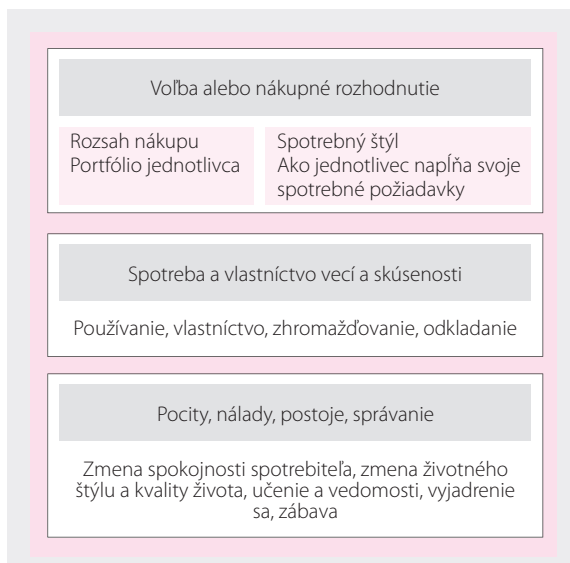 Voľba alebo nákupné rozhodnutie
Rozsah nákupu
Portfólio jednotlivca
Spotrebný štýl
Ako jednotlivec napĺňa svoje
spotrebné požiadavky
Spotreba a vlastníctvo vecí a skúsenosti
Používanie, vlastníctvo, zhromažďovanie, odkladanie
Pocity, nálady, postoje, správanie
Zmena spokojnosti spotrebiteľa, zmena životného
štýlu a kvality života, učenie a vedomosti, vyjadrenie
sa, zábava